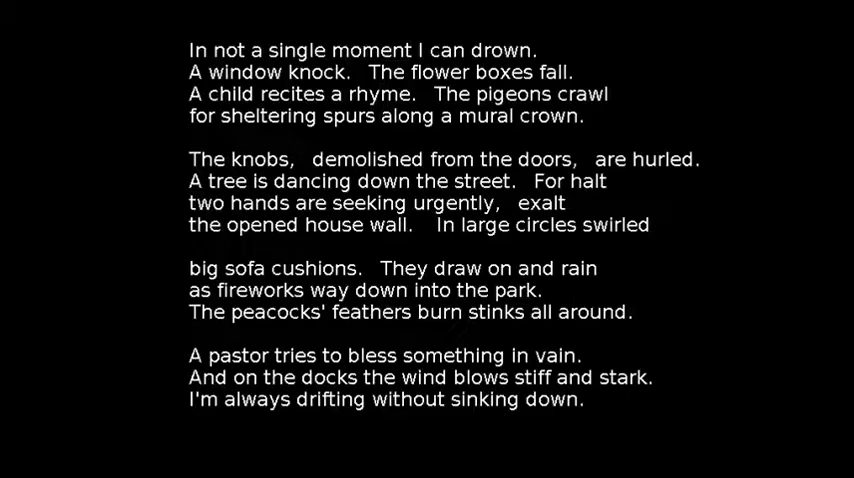 In not a single moment I can drown.
A window knock.   The flower boxes fall.
A child recites a rhyme.   The pigeons crawl
for sheltering spurs along a mural crown.

The knobs,   demolished from the doors,   are hurled.
A tree is dancing down the street.   For halt
two hands are seeking urgently,   exalt
the opened house wall.    In large circles swirled

big sofa cushions.   They draw on and rain
as fireworks way down into the park.
The peacocks' feathers burn stinks all around.

A pastor tries to bless something in vain.
And on the docks the wind blows stiff and stark.
I'm always drifting without sinking down.